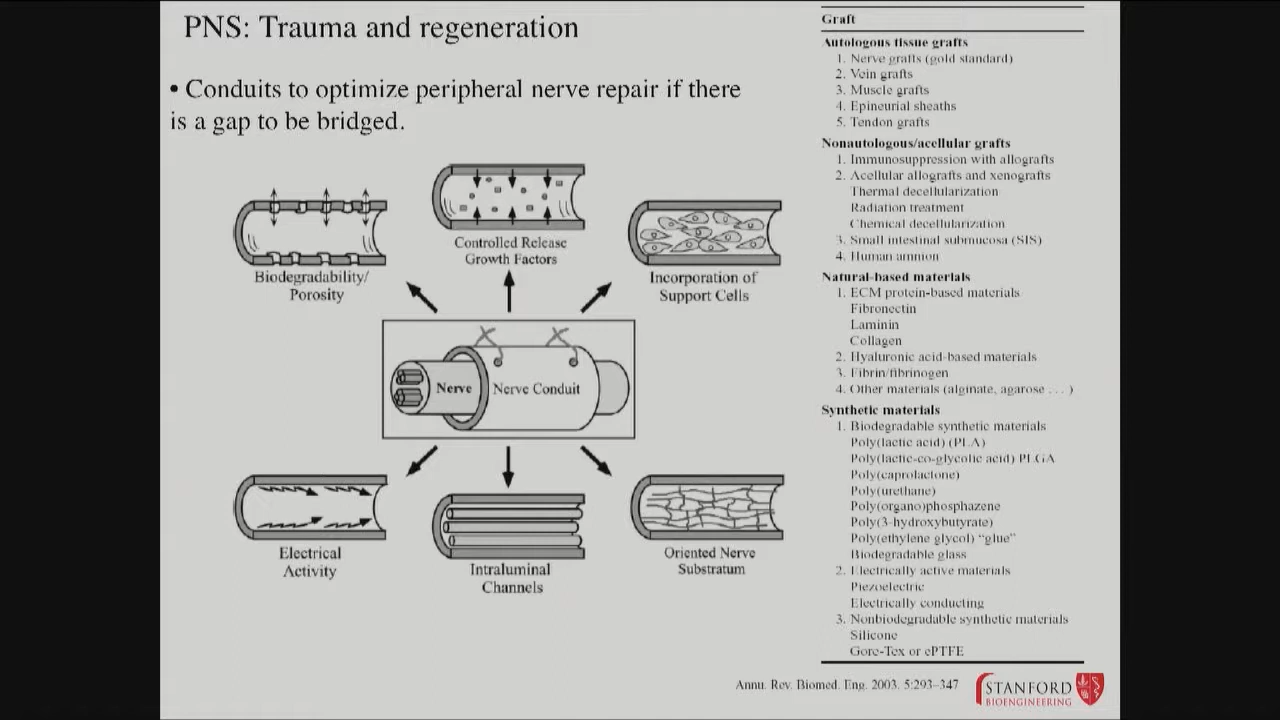 PNS: Trauma and regeneration
• Conduits to optimize peripheral nerve repair if there
is a gap to be bridged.
Biodegradability/
Porosity
Controlled Release
Growth Factors
Incorporation of
Support Cells
Nerve
Nerve Conduit
Electrical
Activity
Intraluminal
Channels
Oriented Nerve
Substratum
Graft
Autologous tissue grafts
1. Nerve grafts (gold standard)
2. Vein grafts
3. Muscle grafts
4. Epineurial sheaths
5. Tendon grafts
Nonautologous/acellular grafts
1. Immunosuppression with allografts
2. Acellular allografts and xenografts
Thermal decellularization
Radiation treatment
Chemical decellularization
3. Small intestinal submucosa (SIS)
4. Human amnion
Natural-based materials
1. ECM protein-based materials
Fibronectin
Laminin
Collagen
2. Hyaluronic acid-based materials
3. Fibrin/fibrinogen
4. Other materials (alginate, agarose . . . )
Synthetic materials
1. Biodegradable synthetic materials
Poly(lactic acid) (PLA)
Poly(lactic-co-glycolic acid) PLGA
Poly(caprolactone)
Poly(urethane)
Poly(organo)phosphazene
Poly(3-hydroxybutyrate)
Poly(ethylene glycol) “glue”
Biodegradable glass
2. Electrically active materials
Piezoelectric
Electrically conducting
3. Nonbiodegradable synthetic materials
Silicone
Gore-Tex or ePTFE
Annu. Rev. Biomed. Eng. 2003. 5:293–347
STANFORD
BIOENGINEERING